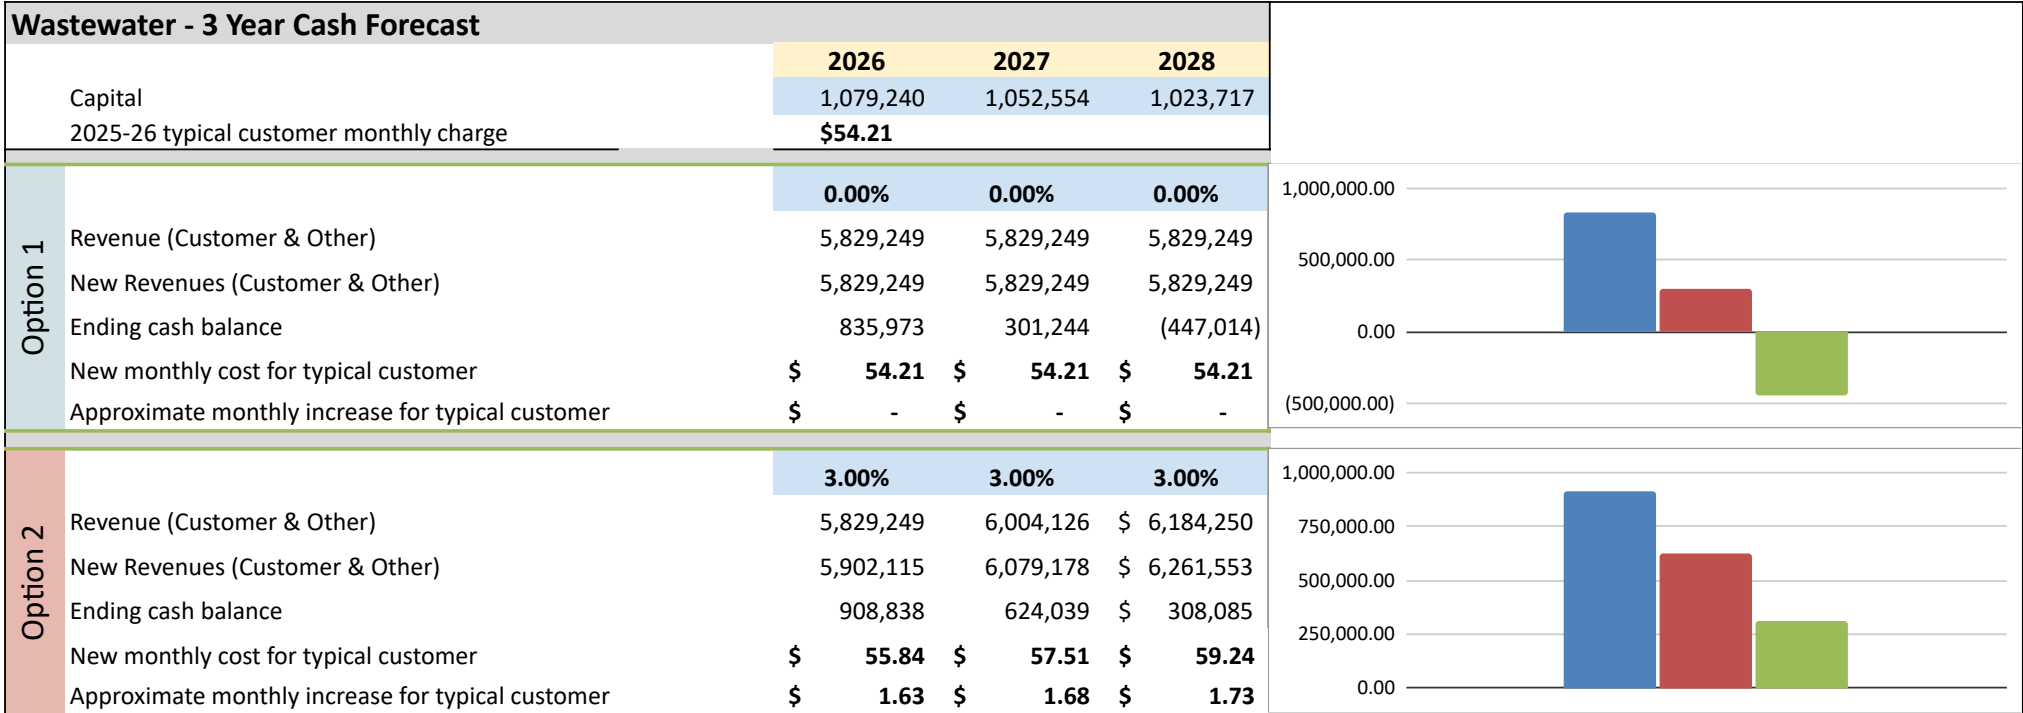 Wastewater - 3 Year Cash Forecast
2026 2027 2028
Capital 1,079,240 1,052,554 1,023,717
2025-26 typical customer monthly charge $54.21
Option 1
0.00% 0.00% 0.00%
Revenue (Customer & Other) 5,829,249 5,829,249 5,829,249
New Revenues (Customer & Other) 5,829,249 5,829,249 5,829,249
Ending cash balance 835,973 301,244 (447,014)
New monthly cost for typical customer $ 54.21 $ 54.21 $ 54.21
Approximate monthly increase for typical customer $ - $ - $ -
1,000,000.00
500,000.00
0.00
(500,000.00)
Option 2
3.00% 3.00% 3.00%
Revenue (Customer & Other) 5,829,249 6,004,126 $ 6,184,250
New Revenues (Customer & Other) 5,902,115 6,079,178 $ 6,261,553
Ending cash balance 908,838 624,039 $ 308,085
New monthly cost for typical customer $ 55.84 $ 57.51 $ 59.24
Approximate monthly increase for typical customer $ 1.63 $ 1.68 $ 1.73
1,000,000.00
750,000.00
500,000.00
250,000.00
0.00